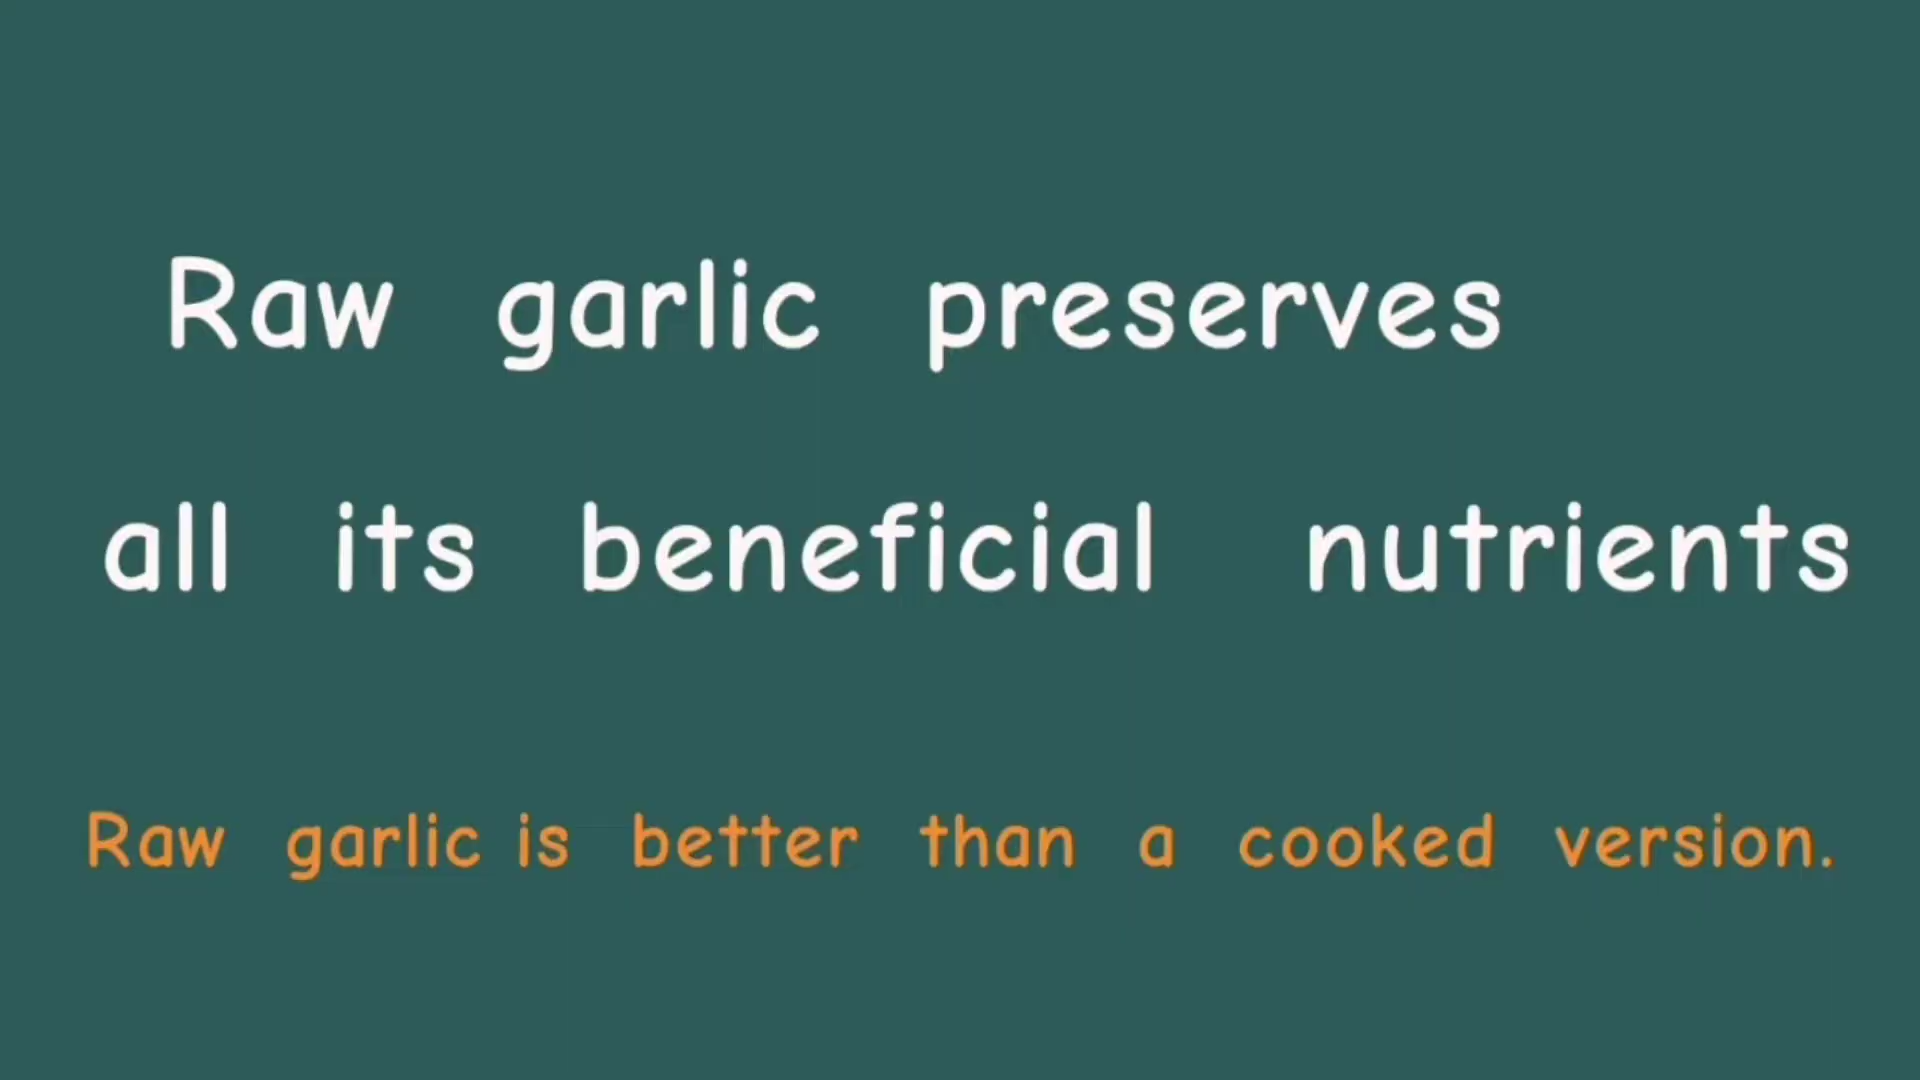 Raw garlic preserves
all its beneficial nutrients
Raw garlic is better than a cooked version.